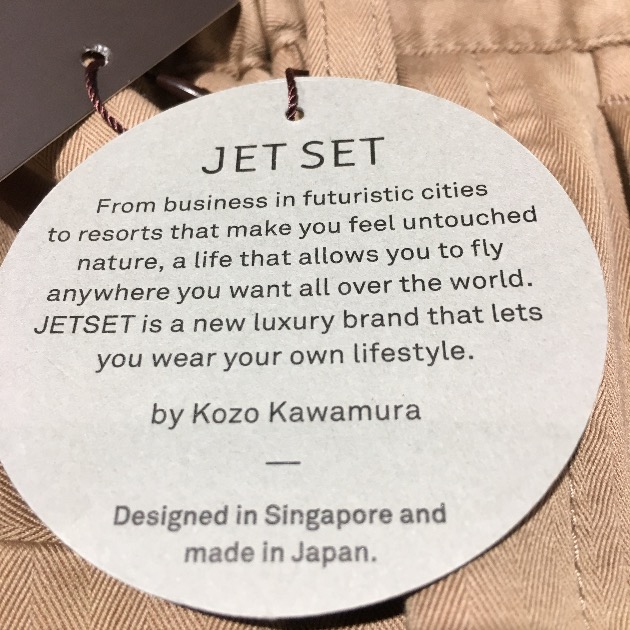 JET SET
From business in futuristic cities
to resorts that make you feel untouched
nature, a life that allows you to fly
anywhere you want all over the world.
JETSET is a new luxury brand that lets
you wear your own lifestyle.
by Kozo Kawamura
—
Designed in Singapore and
made in Japan.